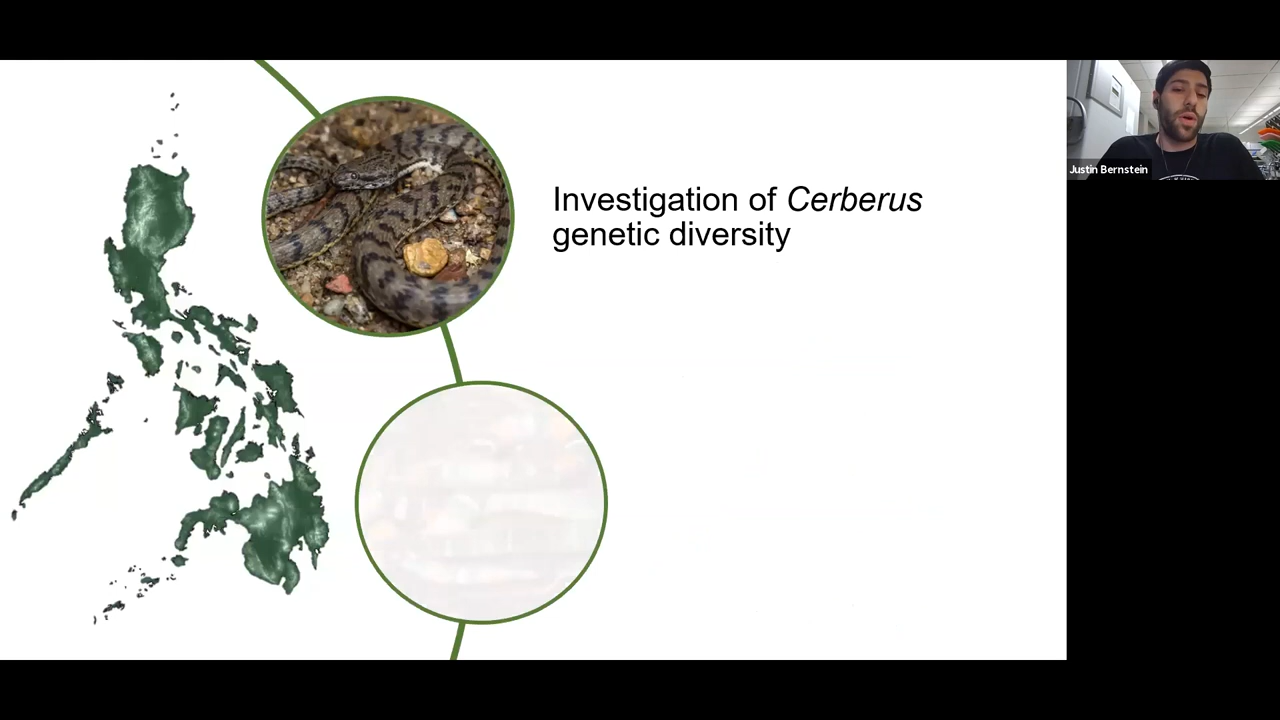 Investigation of Cerberus
genetic diversity
Justin Bernstein